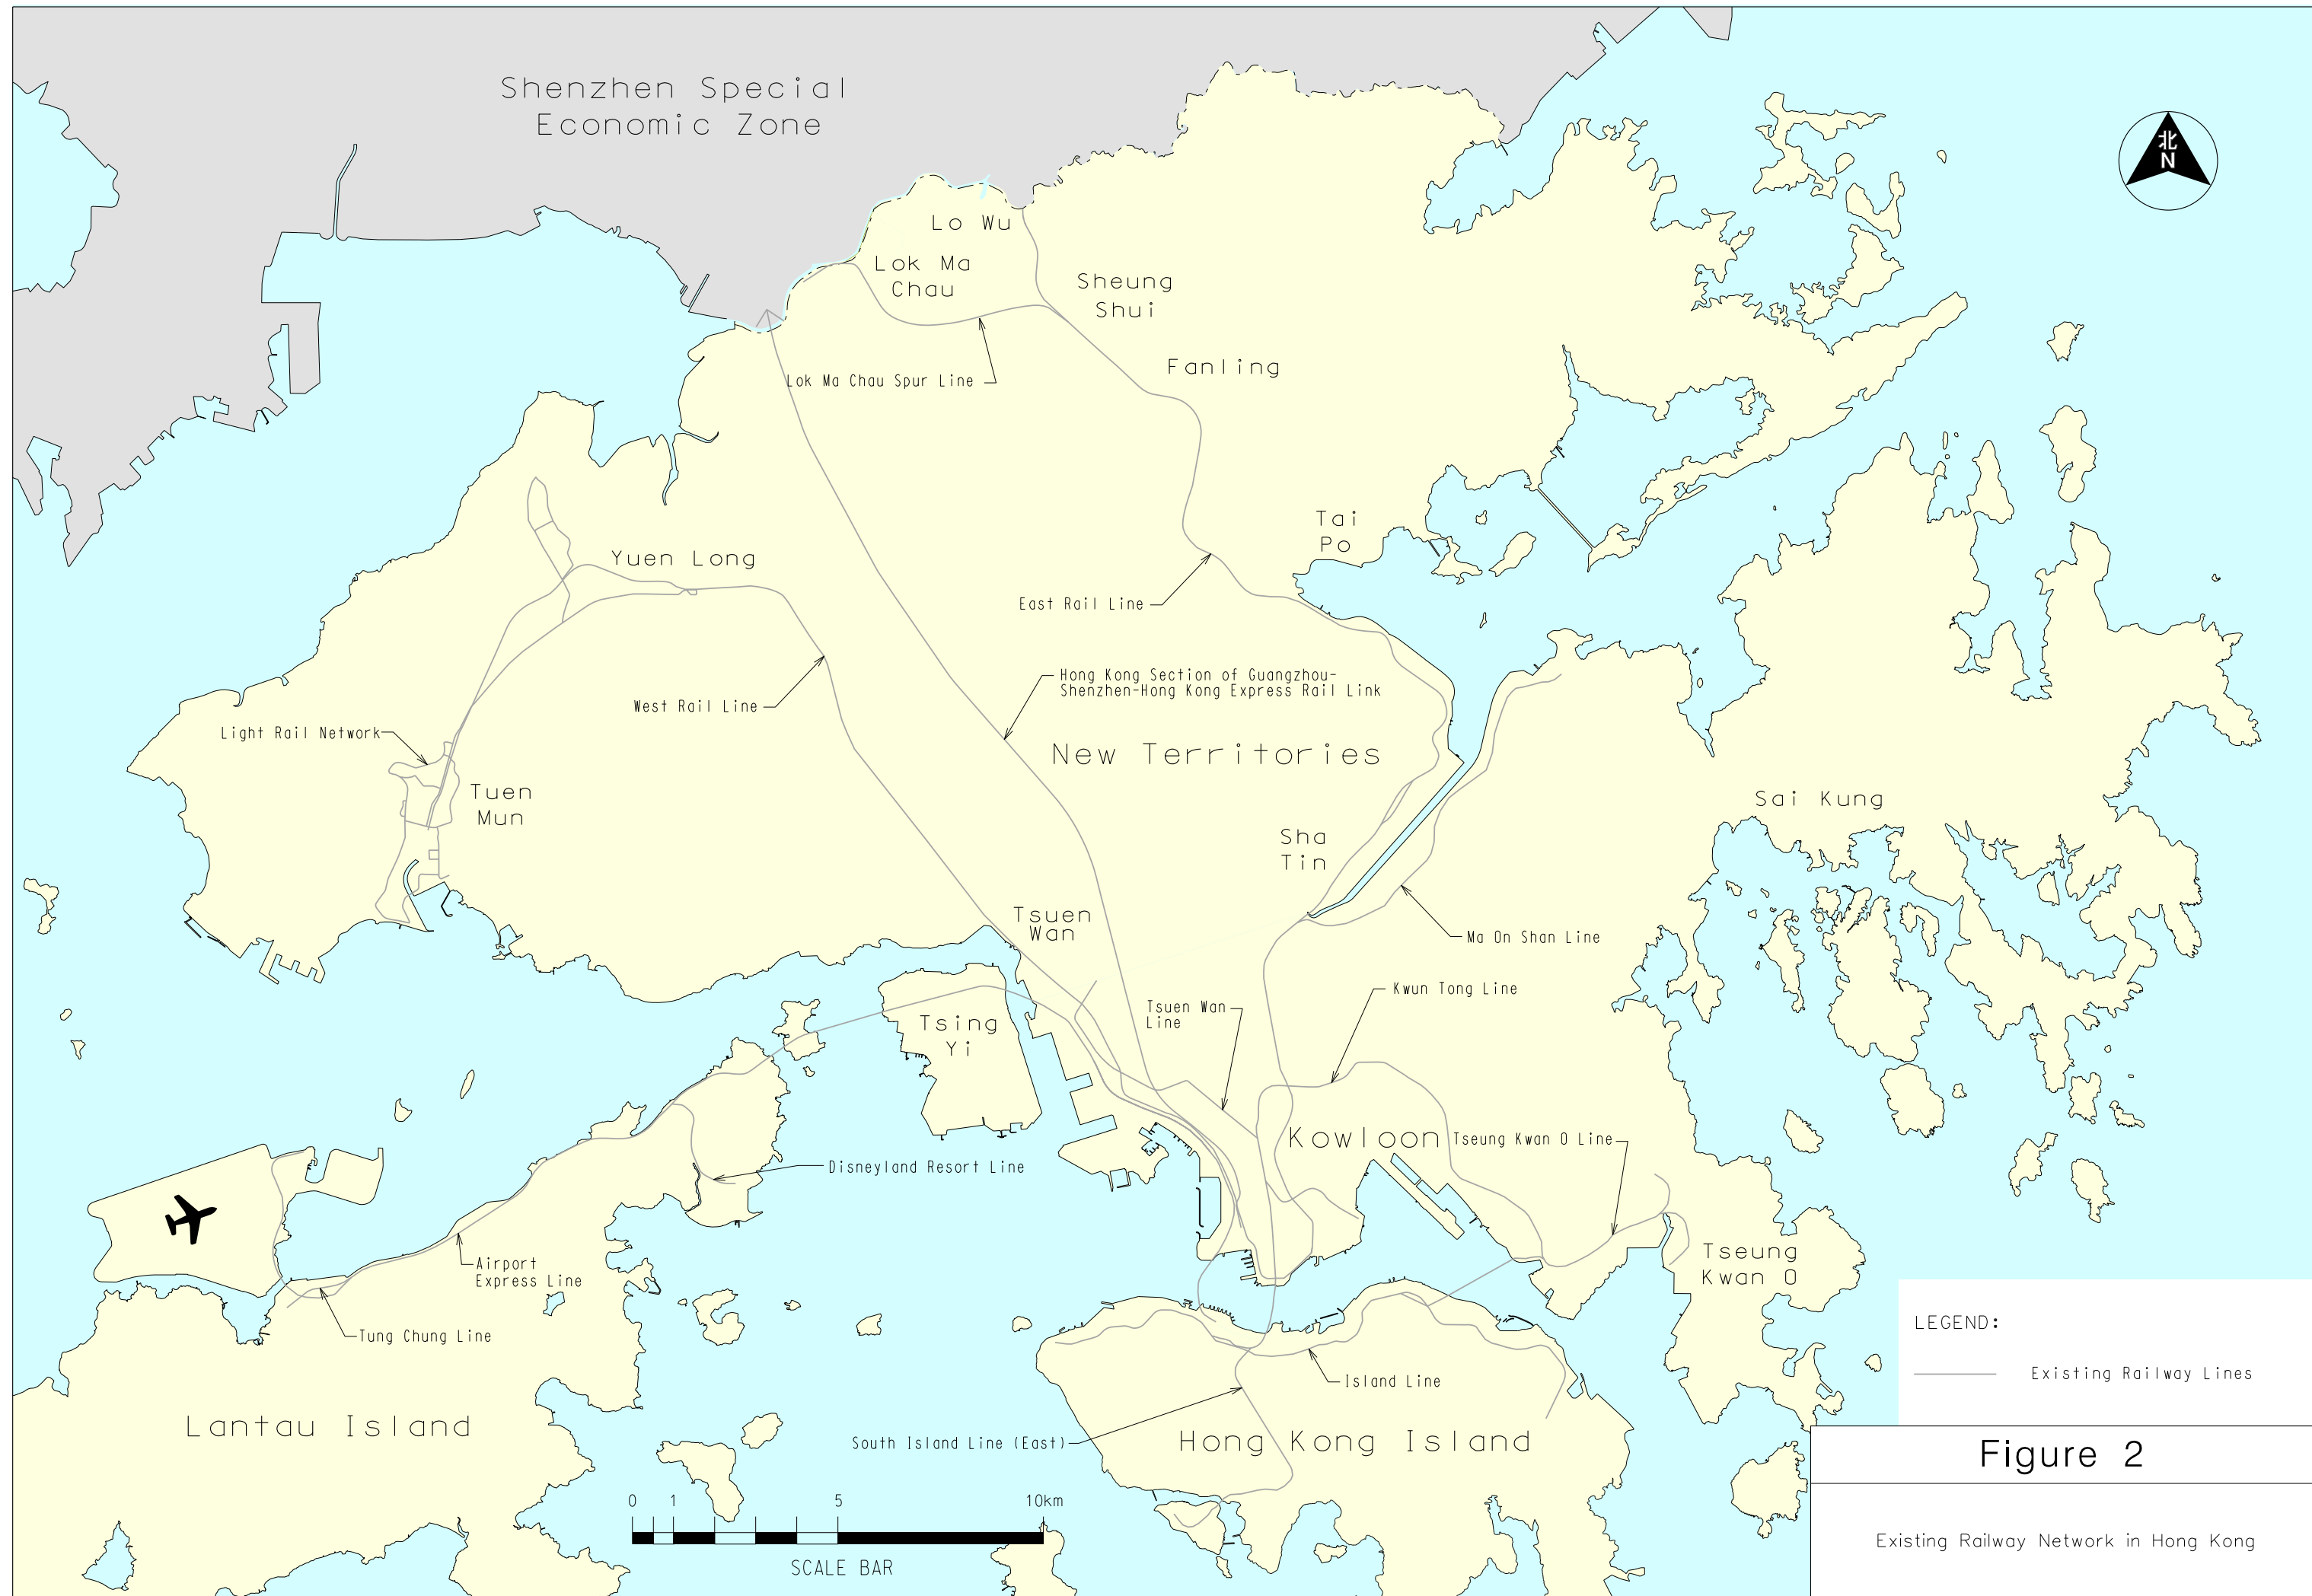 Shenzhen Special
Economic Zone
北
N
Lo Wu
Lok Ma
Chau
Sheung
Shui
Fanling
Lok Ma Chau Spur Line
Tai
Po
Yuen Long
East Rail Line
Hong Kong Section of Guangzhou-
Shenzhen-Hong Kong Express Rail Link
West Rail Line
Light Rail Network
New Territories
Tuen
Mun
Sai Kung
Sha
Tin
Tsuen
Wan
Ma On Shan Line
Kwun Tong Line
Tsuen Wan
Line
Tsing
Yi
Kowloon
Tseung Kwan O Line
Disneyland Resort Line
Airport
Express Line
Tseung
Kwan O
Tung Chung Line
Island Line
Lantau Island
South Island Line (East)
Hong Kong Island
LEGEND:
Existing Railway Lines
0 1 5 10km
SCALE BAR
Figure 2
Existing Railway Network in Hong Kong